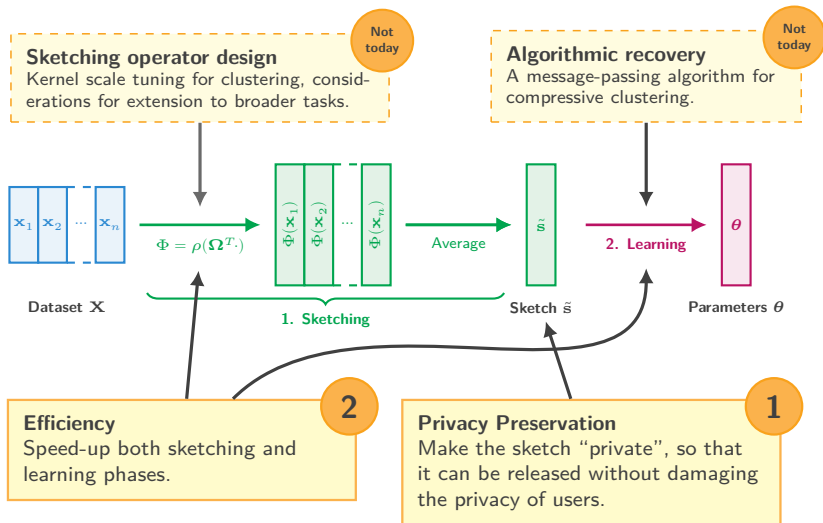 Sketching operator design
Kernel scale tuning for clustering, consid-
erations for extension to broader tasks.
Not
today
Algorithmic recovery
A message-passing algorithm for
compressive clustering.
Not
today
x₁ x₂ ... xₙ
Φ = ρ(Ω^T·)
Φ(x₁) Φ(x₂) ... Φ(xₙ)
Average
s̃
2. Learning
θ
Dataset X
1. Sketching
Sketch s̃
Parameters θ
Efficiency
Speed-up both sketching and
learning phases.
2
Privacy Preservation
Make the sketch “private”, so that
it can be released without damaging
the privacy of users.
1